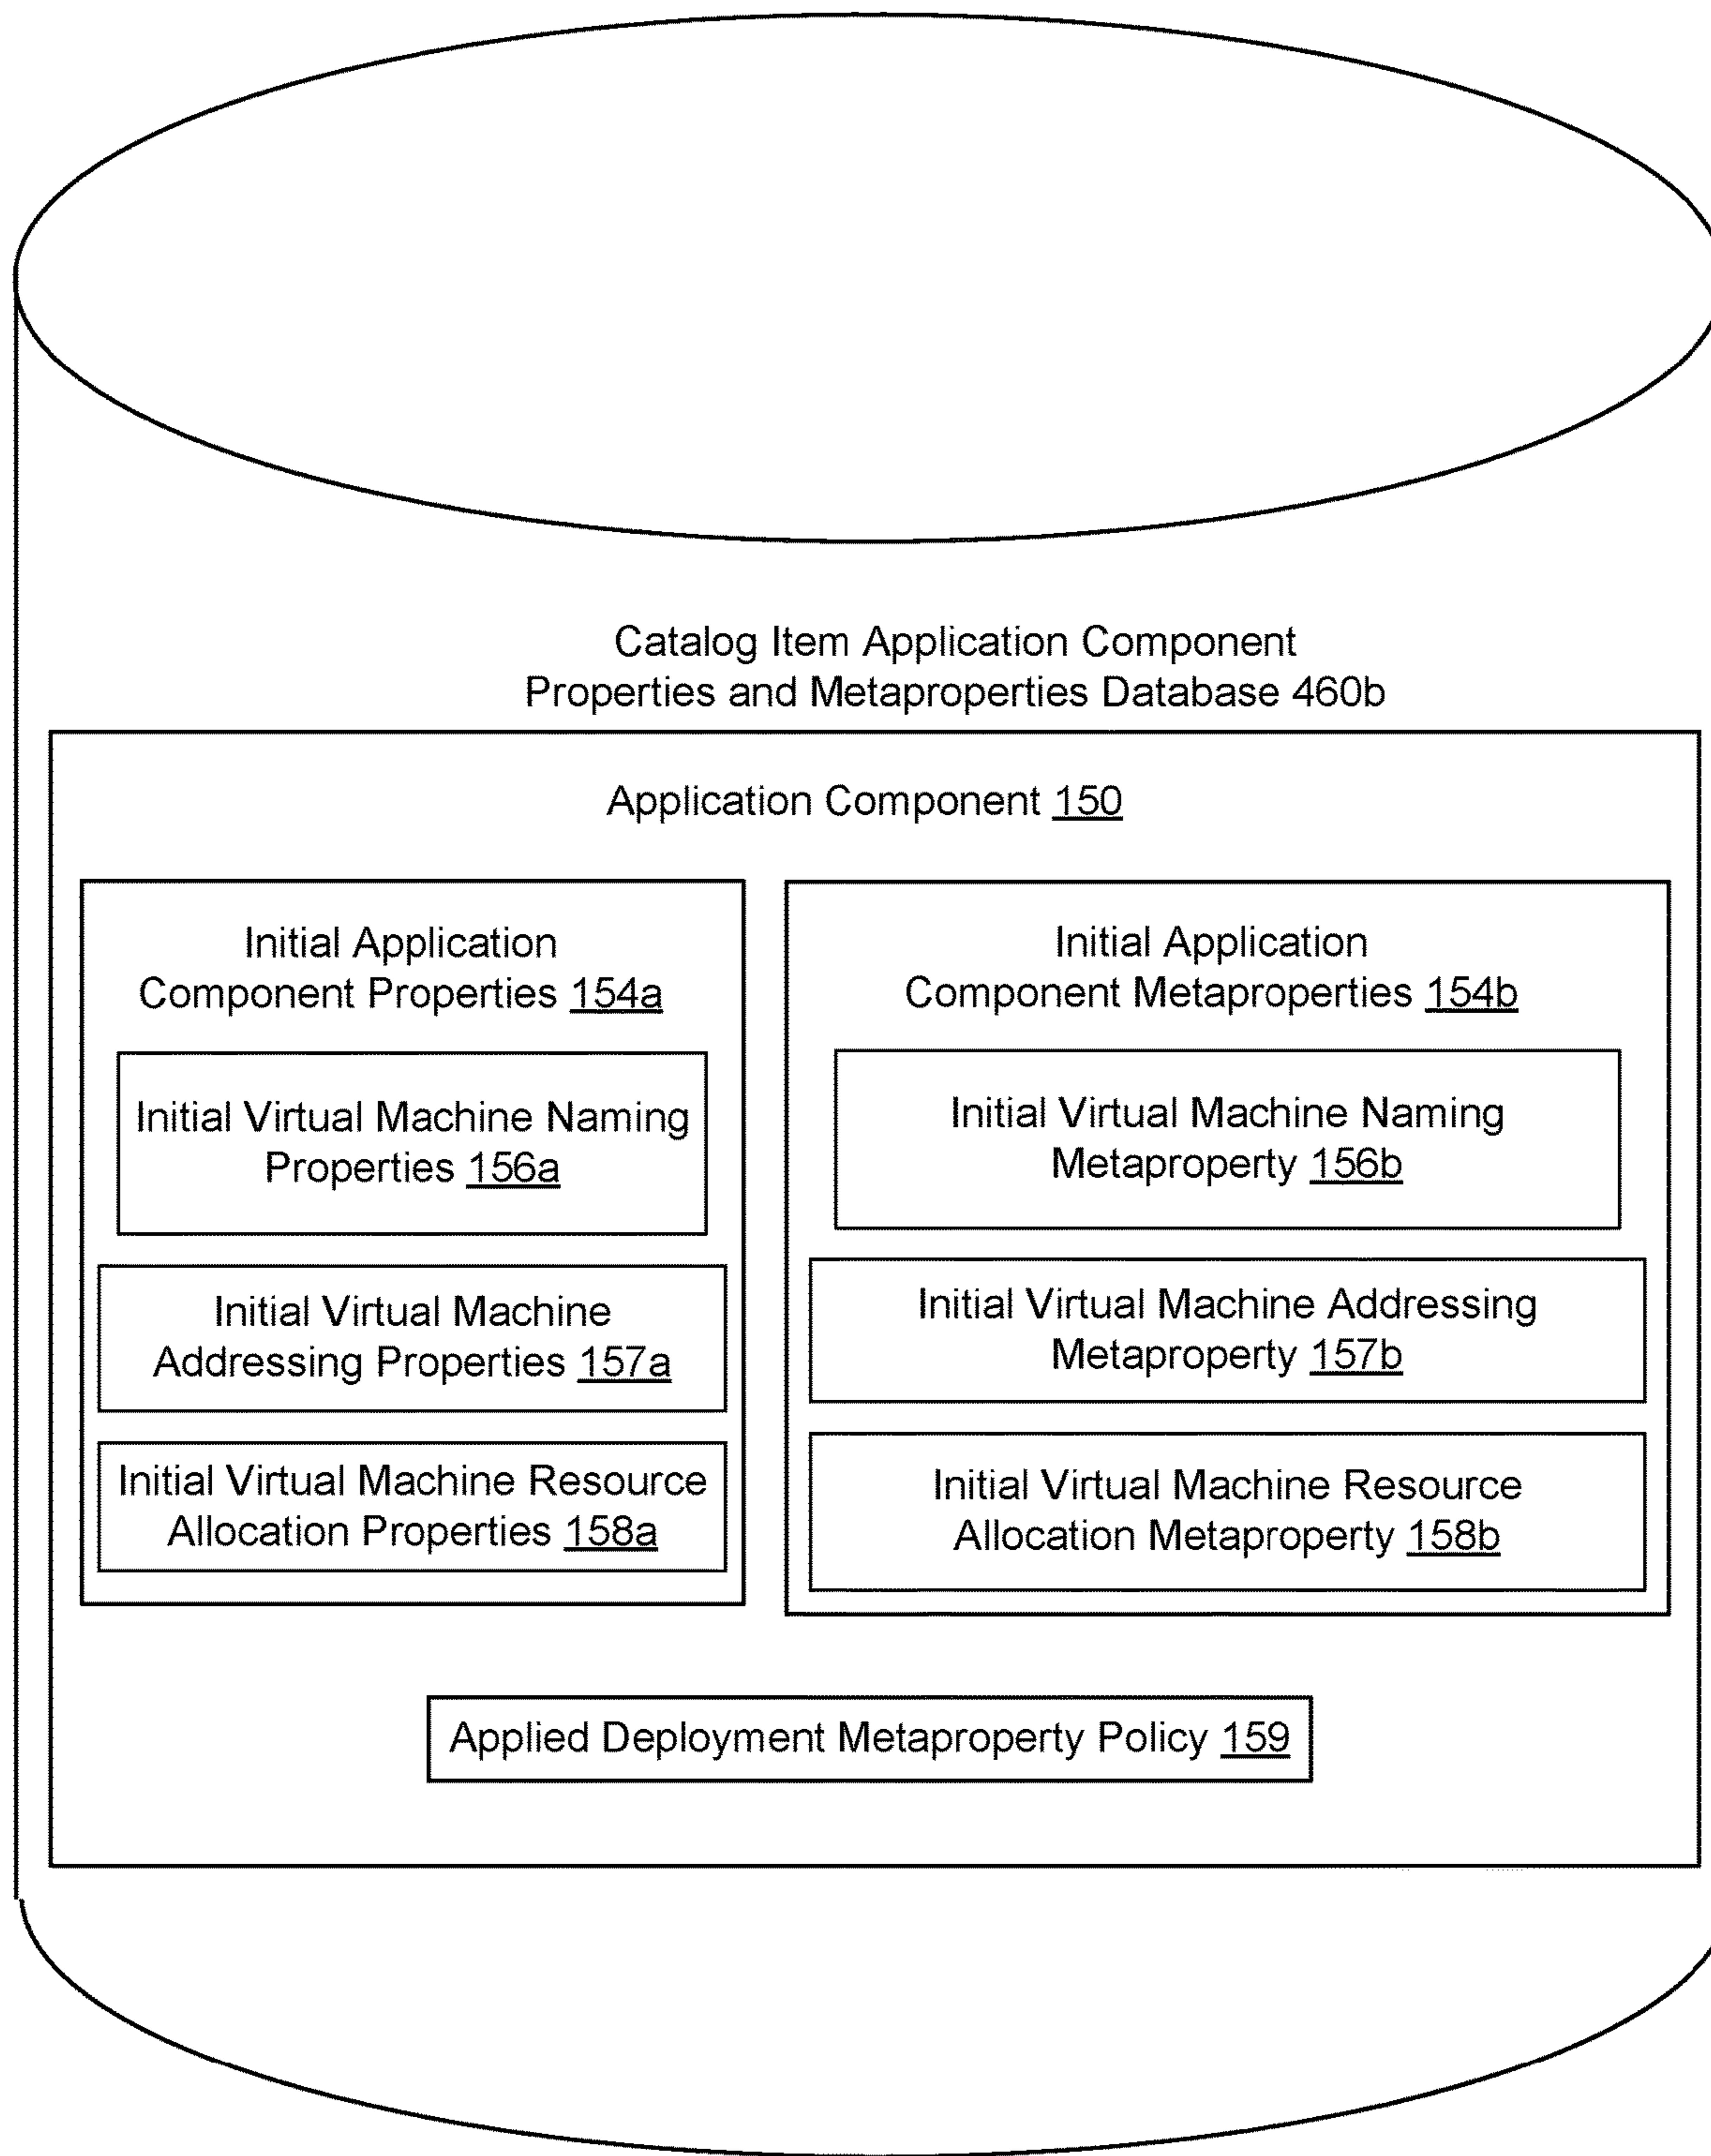 Catalog Item Application Component
Properties and Metaproperties Database 460b
Application Component 150
Initial Application
Component Properties 154a
Initial Virtual Machine Naming
Properties 156a
Initial Virtual Machine
Addressing Properties 157a
Initial Virtual Machine Resource
Allocation Properties 158a
Initial Application
Component Metaproperties 154b
Initial Virtual Machine Naming
Metaproperty 156b
Initial Virtual Machine Addressing
Metaproperty 157b
Initial Virtual Machine Resource
Allocation Metaproperty 158b
Applied Deployment Metaproperty Policy 159